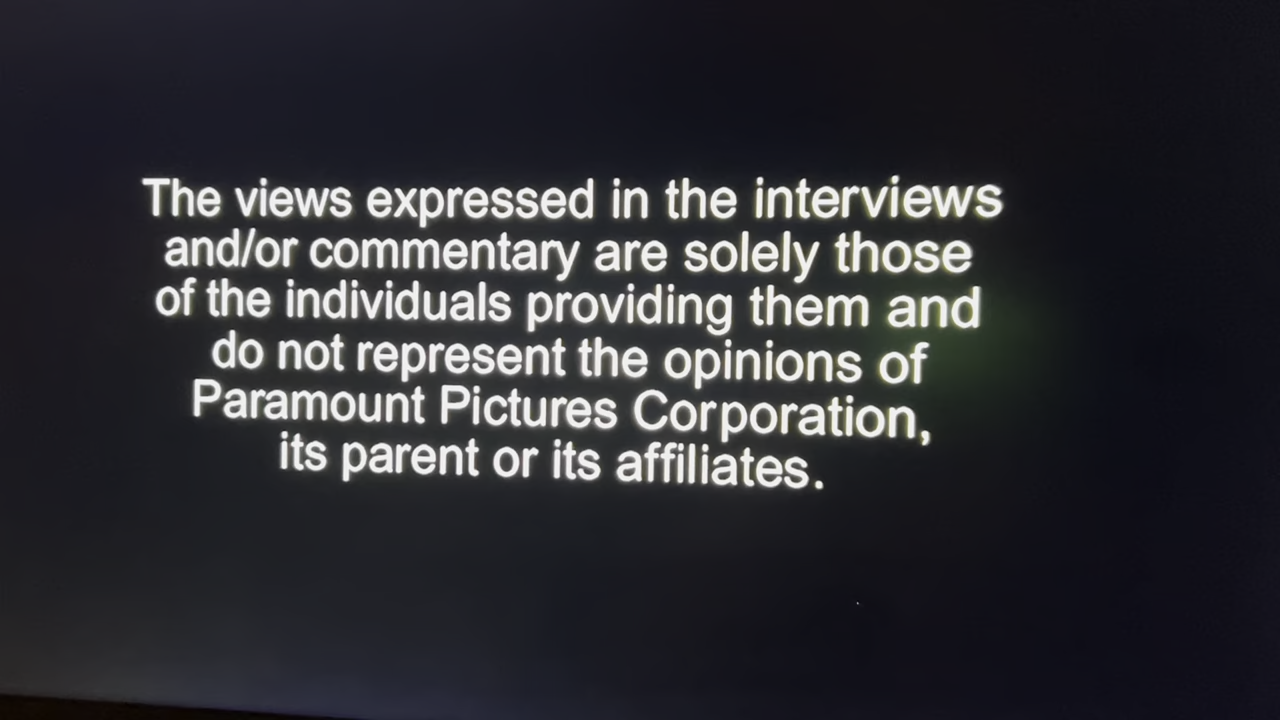 The views expressed in the interviews
and/or commentary are solely those
of the individuals providing them and
do not represent the opinions of
Paramount Pictures Corporation,
its parent or its affiliates.